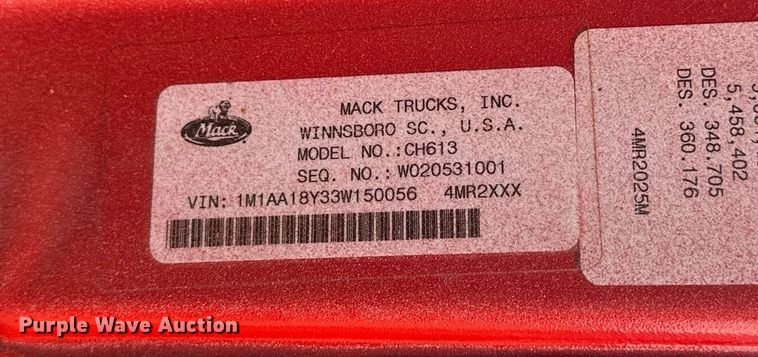 Mack
MACK TRUCKS, INC.
WINNSBORO SC., U.S.A.
MODEL NO.:CH613
SEQ. NO.:W020531001
VIN: 1M1AA18Y33W150056 4MR2XXX
5,458,402
DES. 348.705
DES. 360.176
4MR2025M
Purple Wave Auction